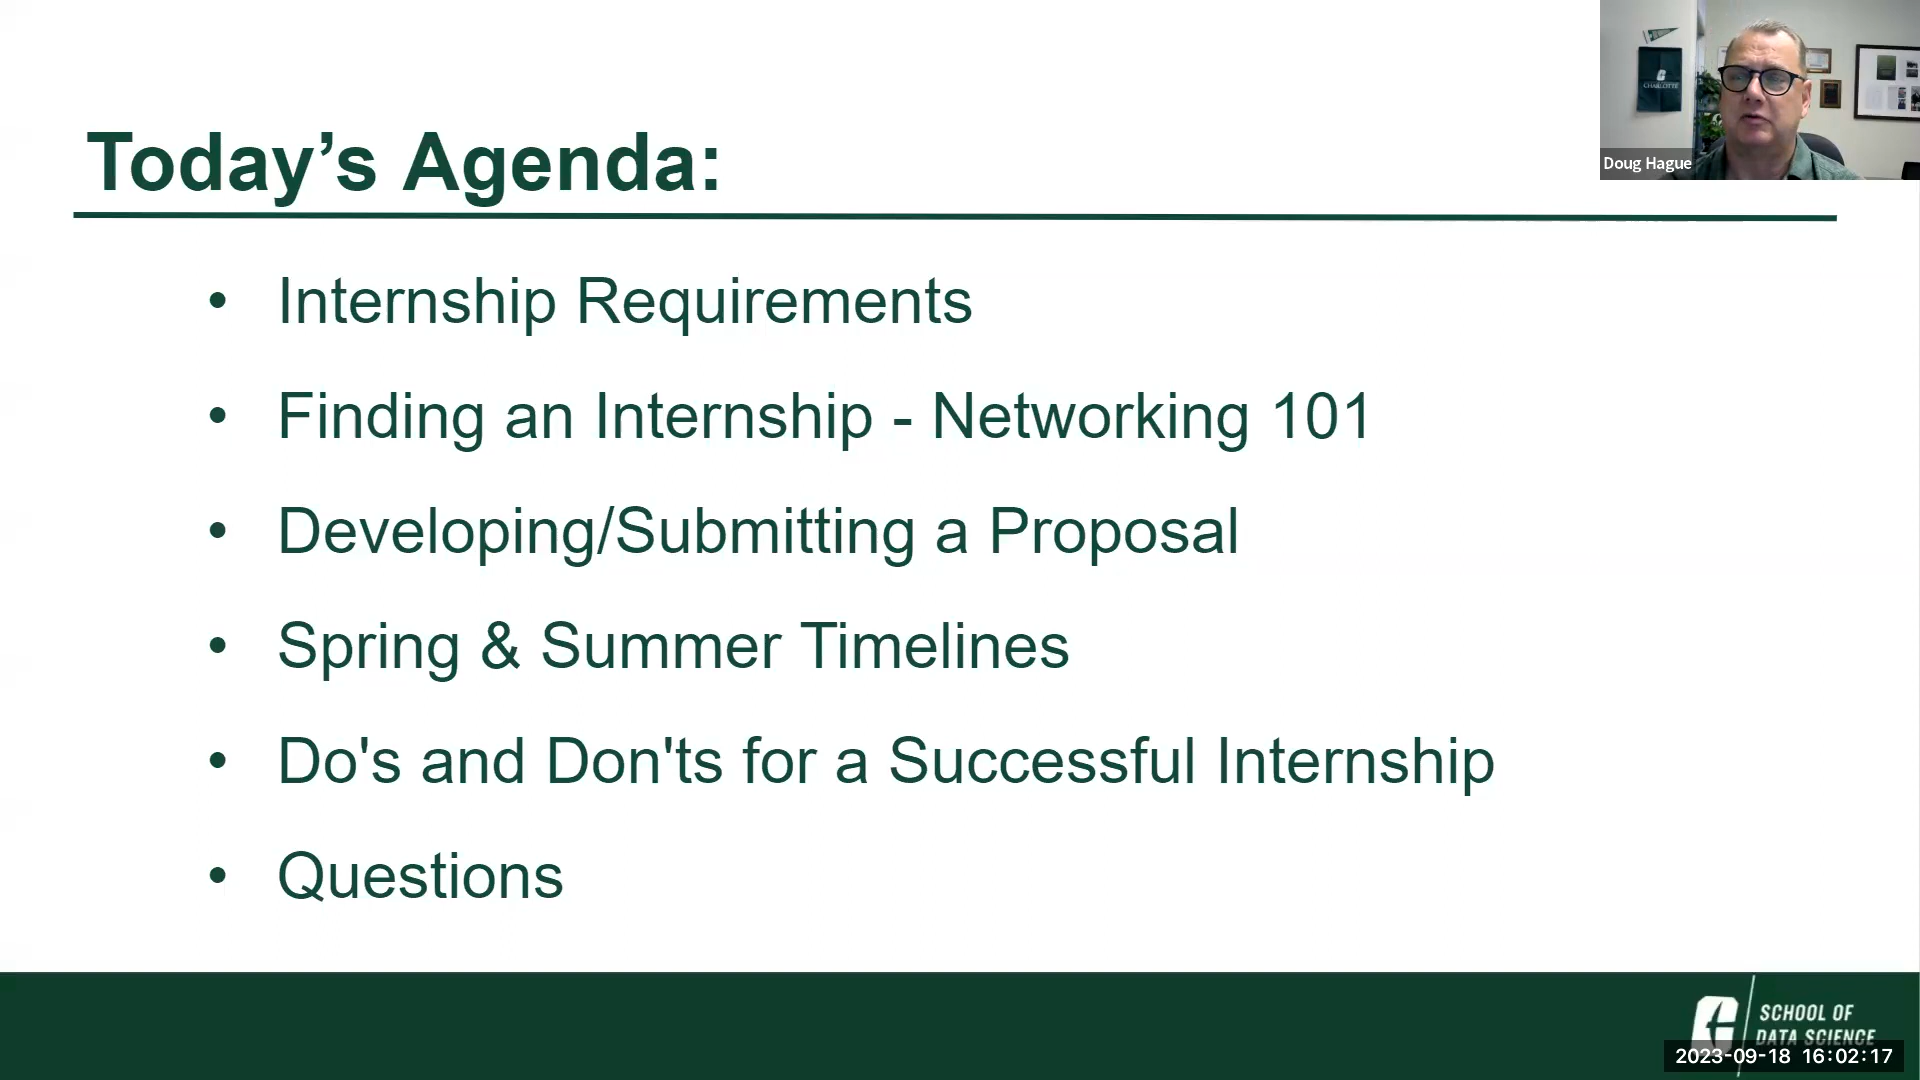 CHARLOTTE
Doug Hague
Today’s Agenda:
• Internship Requirements
• Finding an Internship - Networking 101
• Developing/Submitting a Proposal
• Spring & Summer Timelines
• Do's and Don'ts for a Successful Internship
• Questions
SCHOOL OF
DATA SCIENCE
2023-09-18 16:02:17